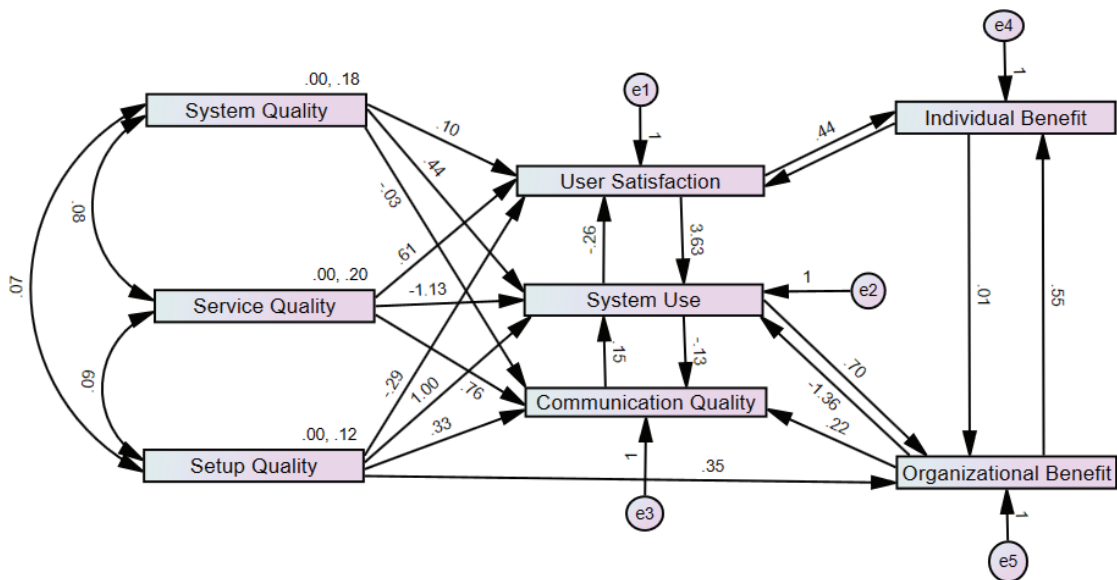 e4
1
.00, .18
System Quality
e1
1
Individual Benefit
.10
.44
.44
-.03
User Satisfaction
.08
.61
-.26
3.63
.07
.00, .20
Service Quality
-1.13
System Use
1
e2
.01
.55
.09
.15
-.13
.70
-.29
1.00
.76
Communication Quality
-1.36
.22
.00, .12
.33
Setup Quality
.35
Organizational Benefit
1
e3
1
e5